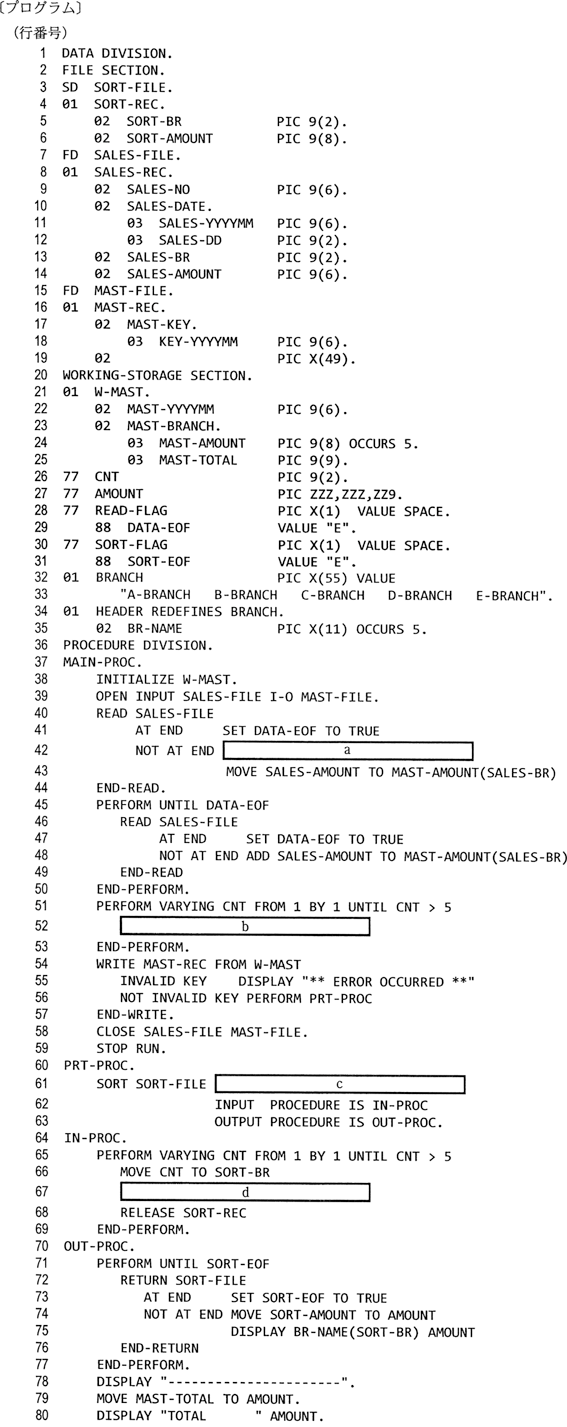 〔プログラム〕
(行番号)
1 DATA DIVISION.
2 FILE SECTION.
3 SD SORT-FILE.
4 01 SORT-REC.
5 02 SORT-BR PIC 9(2).
6 02 SORT-AMOUNT PIC 9(8).
7 FD SALES-FILE.
8 01 SALES-REC.
9 02 SALES-NO PIC 9(6).
10 02 SALES-DATE.
11 03 SALES-YYYYMM PIC 9(6).
12 03 SALES-DD PIC 9(2).
13 02 SALES-BR PIC 9(2).
14 02 SALES-AMOUNT PIC 9(6).
15 FD MAST-FILE.
16 01 MAST-REC.
17 02 MAST-KEY.
18 03 KEY-YYYYMM PIC 9(6).
19 02 PIC X(49).
20 WORKING-STORAGE SECTION.
21 01 W-MAST.
22 02 MAST-YYYYMM PIC 9(6).
23 02 MAST-BRANCH.
24 03 MAST-AMOUNT PIC 9(8) OCCURS 5.
25 03 MAST-TOTAL PIC 9(9).
26 77 CNT PIC 9(2).
27 77 AMOUNT PIC ZZZ,ZZZ,ZZ9.
28 77 READ-FLAG PIC X(1) VALUE SPACE.
29 88 DATA-EOF VALUE "E".
30 77 SORT-FLAG PIC X(1) VALUE SPACE.
31 88 SORT-EOF VALUE "E".
32 01 BRANCH PIC X(55) VALUE
33 "A-BRANCH   B-BRANCH   C-BRANCH   D-BRANCH   E-BRANCH".
34 01 HEADER REDEFINES BRANCH.
35 02 BR-NAME PIC X(11) OCCURS 5.
36 PROCEDURE DIVISION.
37 MAIN-PROC.
38 INITIALIZE W-MAST.
39 OPEN INPUT SALES-FILE I-O MAST-FILE.
40 READ SALES-FILE
41 AT END SET DATA-EOF TO TRUE
42 NOT AT END a
43 MOVE SALES-AMOUNT TO MAST-AMOUNT(SALES-BR)
44 END-READ.
45 PERFORM UNTIL DATA-EOF
46 READ SALES-FILE
47 AT END SET DATA-EOF TO TRUE
48 NOT AT END ADD SALES-AMOUNT TO MAST-AMOUNT(SALES-BR)
49 END-READ
50 END-PERFORM.
51 PERFORM VARYING CNT FROM 1 BY 1 UNTIL CNT > 5
52 b
53 END-PERFORM.
54 WRITE MAST-REC FROM W-MAST
55 INVALID KEY DISPLAY "** ERROR OCCURRED **"
56 NOT INVALID KEY PERFORM PRT-PROC
57 END-WRITE.
58 CLOSE SALES-FILE MAST-FILE.
59 STOP RUN.
60 PRT-PROC.
61 SORT SORT-FILE c
62 INPUT PROCEDURE IS IN-PROC
63 OUTPUT PROCEDURE IS OUT-PROC.
64 IN-PROC.
65 PERFORM VARYING CNT FROM 1 BY 1 UNTIL CNT > 5
66 MOVE CNT TO SORT-BR
67 d
68 RELEASE SORT-REC
69 END-PERFORM.
70 OUT-PROC.
71 PERFORM UNTIL SORT-EOF
72 RETURN SORT-FILE
73 AT END SET SORT-EOF TO TRUE
74 NOT AT END MOVE SORT-AMOUNT TO AMOUNT
75 DISPLAY BR-NAME(SORT-BR) AMOUNT
76 END-RETURN
77 END-PERFORM.
78 DISPLAY "----------------------".
79 MOVE MAST-TOTAL TO AMOUNT.
80 DISPLAY "TOTAL      " AMOUNT.